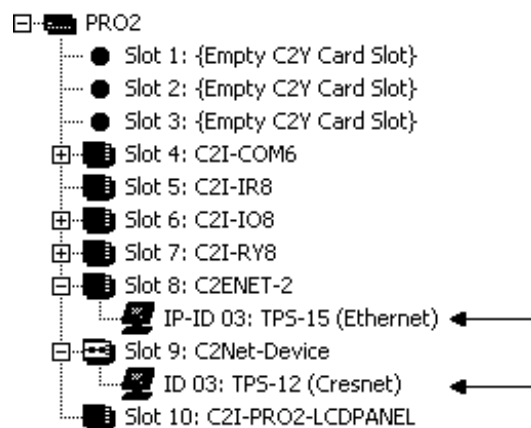 PRO2
Slot 1: {Empty C2Y Card Slot}
Slot 2: {Empty C2Y Card Slot}
Slot 3: {Empty C2Y Card Slot}
Slot 4: C2I-COM6
Slot 5: C2I-IR8
Slot 6: C2I-IO8
Slot 7: C2I-RY8
Slot 8: C2ENET-2
IP-ID 03: TPS-15 (Ethernet)
Slot 9: C2Net-Device
ID 03: TPS-12 (Cresnet)
Slot 10: C2I-PRO2-LCDPANEL